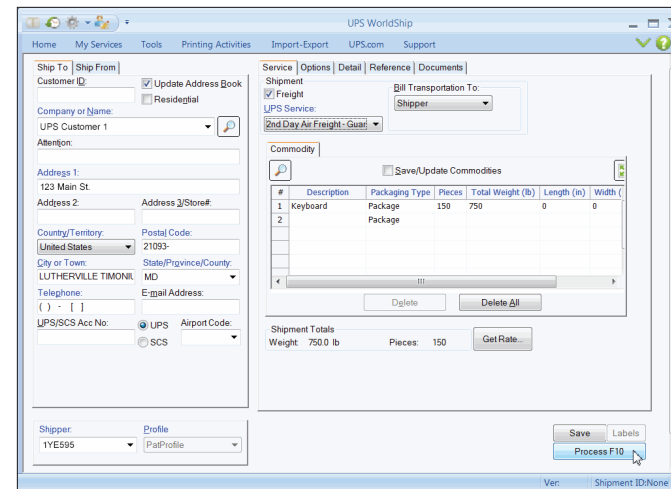 UPS WorldShip
Home My Services Tools Printing Activities Import-Export UPS.com Support
Ship To Ship From
Customer ID: Update Address Book
Residential
Company or Name:
UPS Customer 1
Attention:
Address 1:
123 Main St.
Address 2: Address 3/Store#:
Country/Territory: Postal Code:
United States 21093-
City or Town: State/Province/County:
LUTHERVILLE TIMONIU MD
Telephone: E-mail Address:
( ) - [ ]
UPS/SCS Acc No: UPS Airport Code:
SCS
Shipper: Profile
1YE595 PatProfile
Service Options Detail Reference Documents
Shipment
Freight
Bill Transportation To:
Shipper
UPS Service:
2nd Day Air Freight - Guar
Commodity
Save/Update Commodities
# Description Packaging Type Pieces Total Weight (lb) Length (in) Width (
1 Keyboard Package 150 750 0 0
2 Package
Delete Delete All
Shipment Totals
Weight: 750.0 lb Pieces: 150 Get Rate...
Save Labels
Process F10
Ver: Shipment ID:None